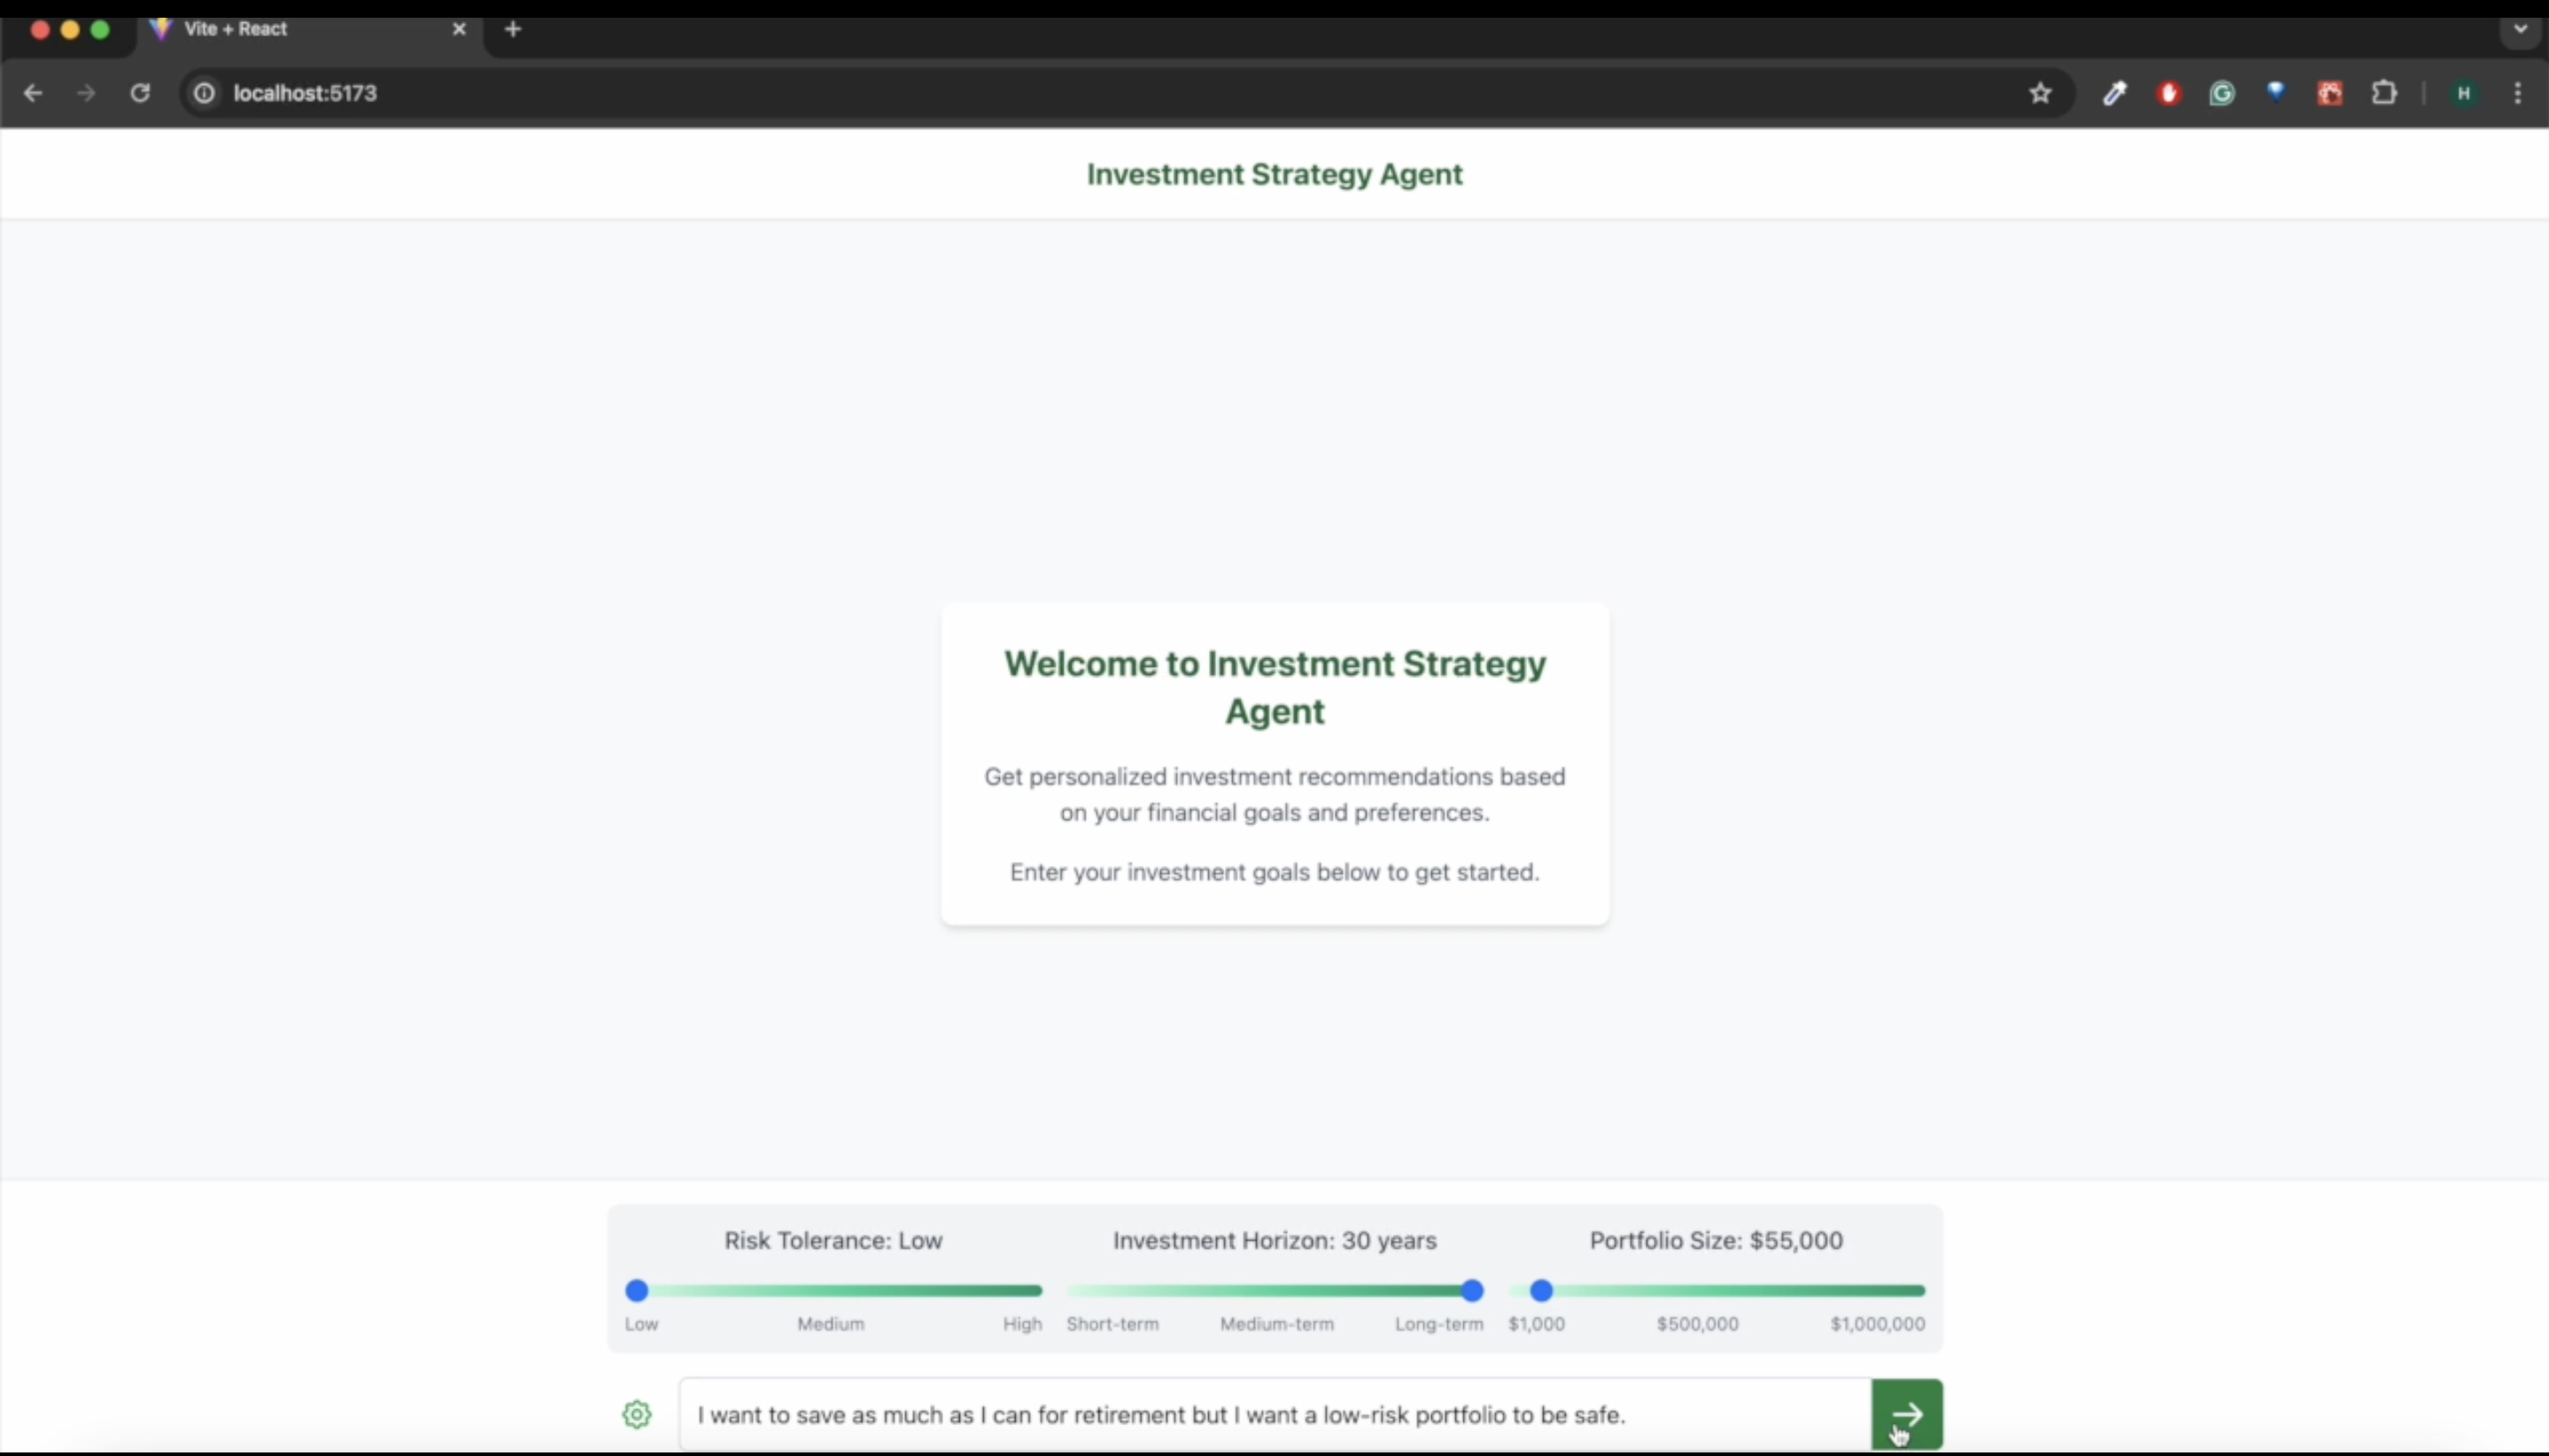 Vite + React
localhost:5173
H
Investment Strategy Agent
Welcome to Investment Strategy
Agent
Get personalized investment recommendations based
on your financial goals and preferences.
Enter your investment goals below to get started.
Risk Tolerance: Low
Low Medium High
Investment Horizon: 30 years
Short-term Medium-term Long-term
Portfolio Size: $55,000
$1,000 $500,000 $1,000,000
I want to save as much as I can for retirement but I want a low-risk portfolio to be safe.